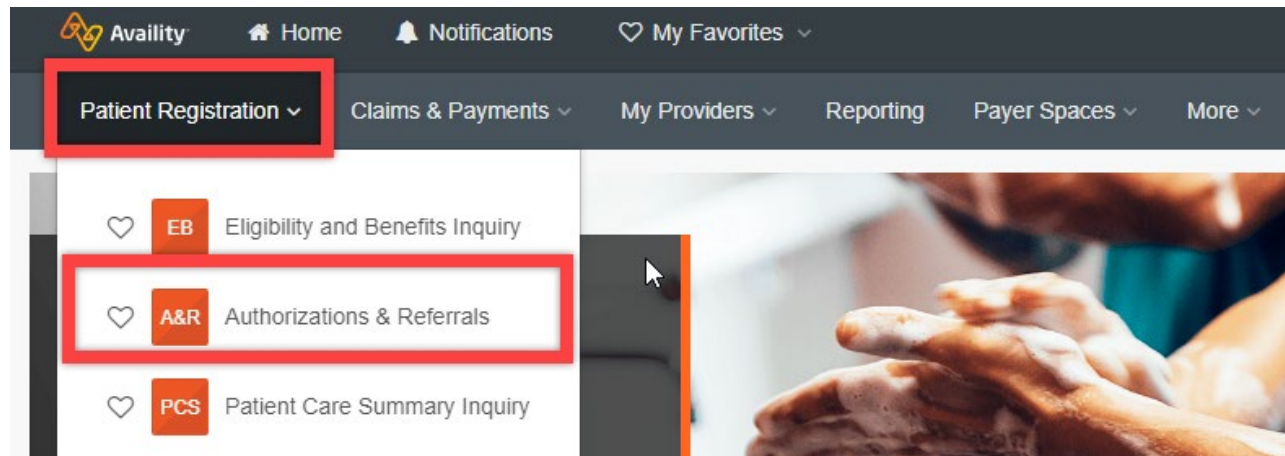 Availity Home Notifications My Favorites
Patient Registration Claims & Payments My Providers Reporting Payer Spaces More
EB Eligibility and Benefits Inquiry
A&R Authorizations & Referrals
PCS Patient Care Summary Inquiry